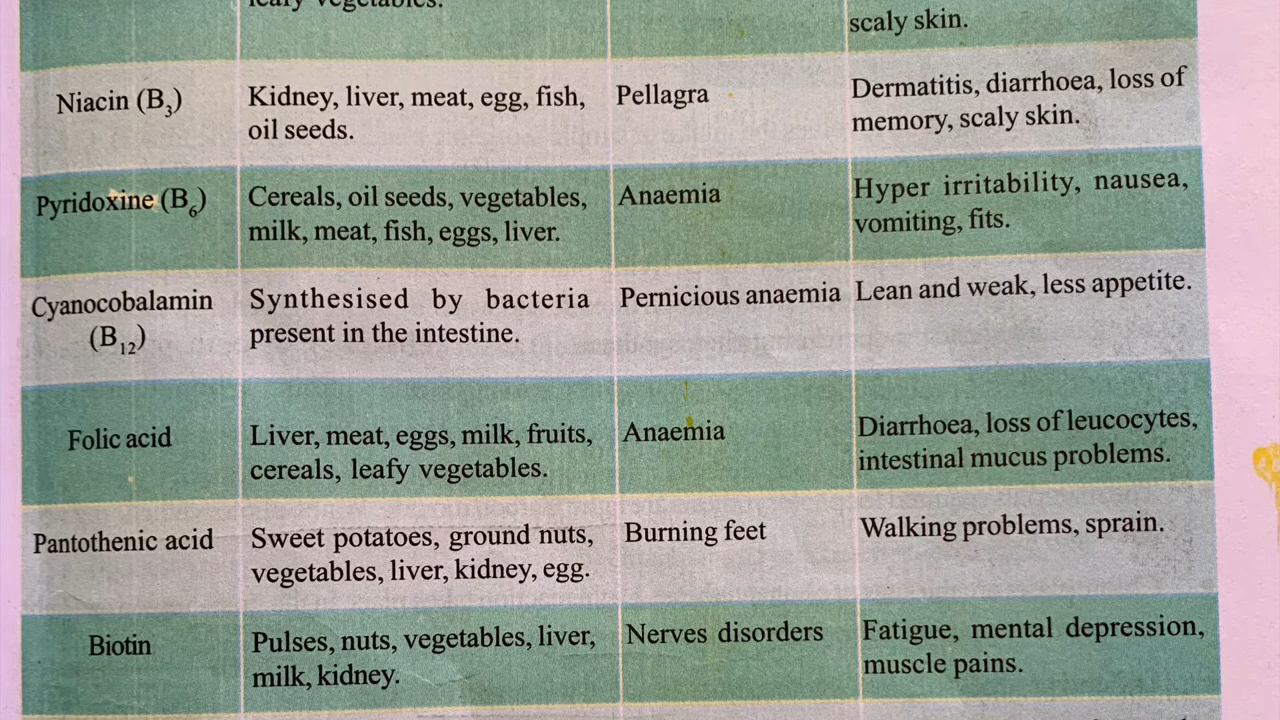 leafy vegetables.
scaly skin.
Niacin (B3)
Kidney, liver, meat, egg, fish,
oil seeds.
Pellagra
Dermatitis, diarrhoea, loss of
memory, scaly skin.
Pyridoxine (B6)
Cereals, oil seeds, vegetables,
milk, meat, fish, eggs, liver.
Anaemia
Hyper irritability, nausea,
vomiting, fits.
Cyanocobalamin
(B12)
Synthesised by bacteria
present in the intestine.
Pernicious anaemia
Lean and weak, less appetite.
Folic acid
Liver, meat, eggs, milk, fruits,
cereals, leafy vegetables.
Anaemia
Diarrhoea, loss of leucocytes,
intestinal mucus problems.
Pantothenic acid
Sweet potatoes, ground nuts,
vegetables, liver, kidney, egg.
Burning feet
Walking problems, sprain.
Biotin
Pulses, nuts, vegetables, liver,
milk, kidney.
Nerves disorders
Fatigue, mental depression,
muscle pains.